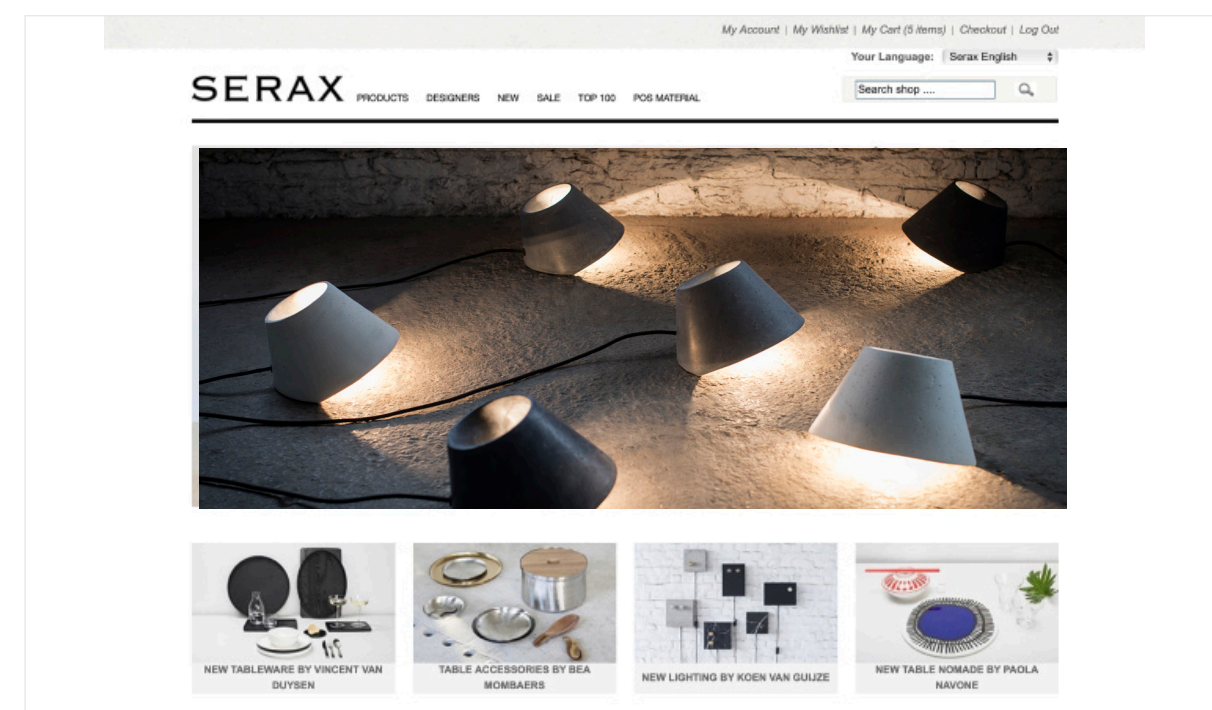 My Account | My Wishlist | My Cart (5 items) | Checkout | Log Out
Your Language: Serax English
SERAX PRODUCTS DESIGNERS NEW SALE TOP 100 POS MATERIAL
Search shop ....
NEW TABLEWARE BY VINCENT VAN
DUYSEN
TABLE ACCESSORIES BY BEA
MOMBAERS
NEW LIGHTING BY KOEN VAN GUIJZE
NEW TABLE NOMADE BY PAOLA
NAVONE